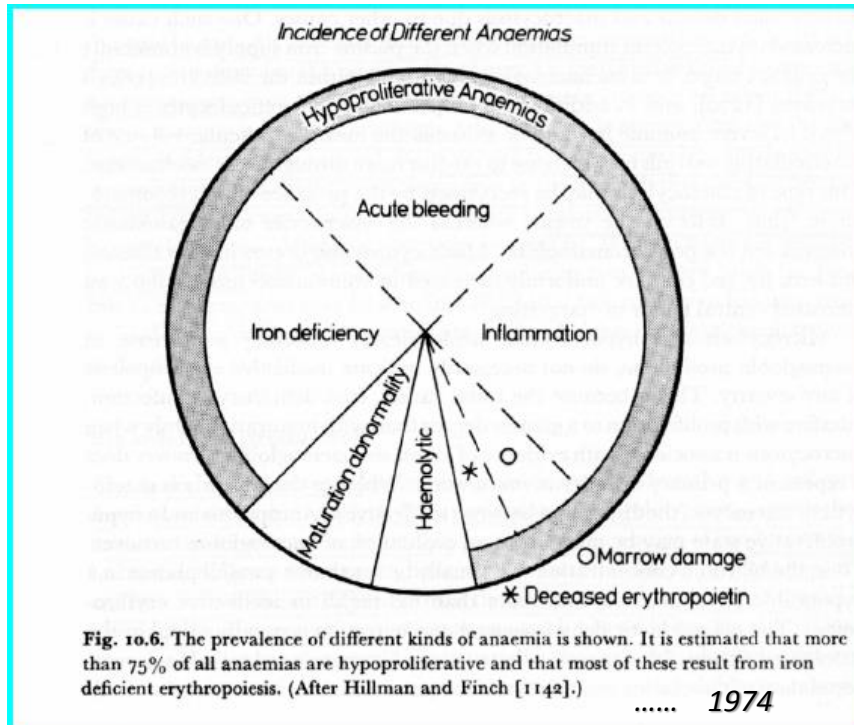 Incidence of Different Anaemias
Hypoproliferative Anaemias
Acute bleeding
Iron deficiency
Inflammation
Maturation abnormality
Haemolytic
*
O
O Marrow damage
* Deceased erythropoietin
Fig. 10.6. The prevalence of different kinds of anaemia is shown. It is estimated that more
than 75% of all anaemias are hypoproliferative and that most of these result from iron
deficient erythropoiesis. (After Hillman and Finch [1142].)
...... 1974